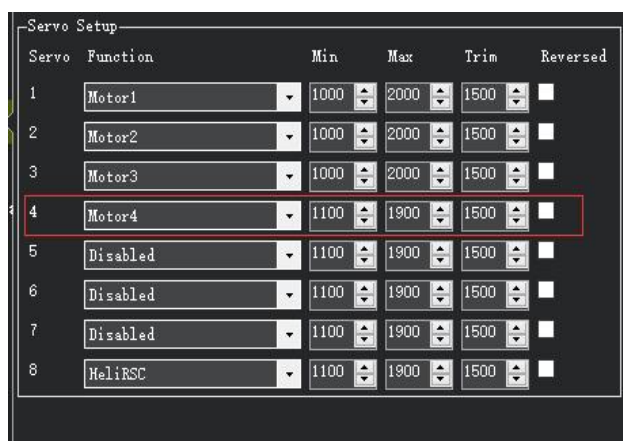 Servo Setup
Servo Function Min Max Trim Reversed
1 Motor1 1000 2000 1500
2 Motor2 1000 2000 1500
3 Motor3 1000 2000 1500
4 Motor4 1100 1900 1500
5 Disabled 1100 1900 1500
6 Disabled 1100 1900 1500
7 Disabled 1100 1900 1500
8 HeliRSC 1100 1900 1500